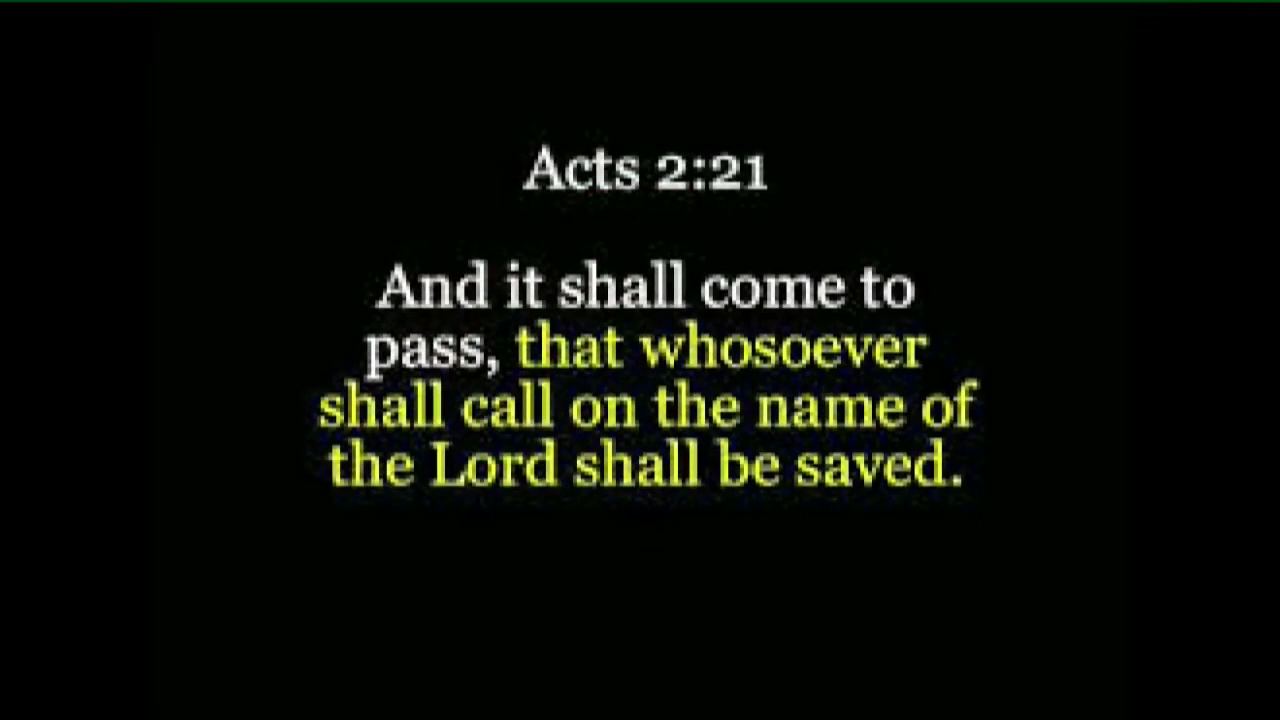 Acts 2:21
And it shall come to
pass, that whosoever
shall call on the name of
the Lord shall be saved.